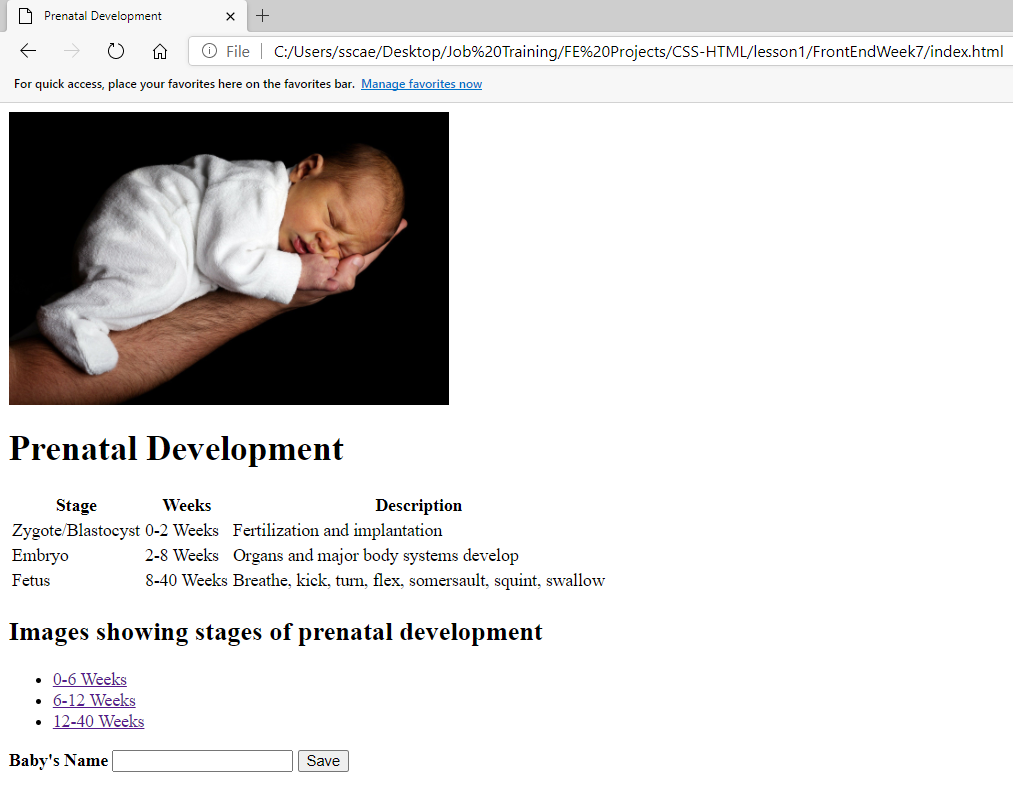 Prenatal Development
File C:/Users/sscae/Desktop/Job%20Training/FE%20Projects/CSS-HTML/lesson1/FrontEndWeek7/index.html
For quick access, place your favorites here on the favorites bar. Manage favorites now
Prenatal Development
Stage Weeks Description
Zygote/Blastocyst 0-2 Weeks Fertilization and implantation
Embryo 2-8 Weeks Organs and major body systems develop
Fetus 8-40 Weeks Breathe, kick, turn, flex, somersault, squint, swallow
Images showing stages of prenatal development
0-6 Weeks
6-12 Weeks
12-40 Weeks
Baby's Name Save